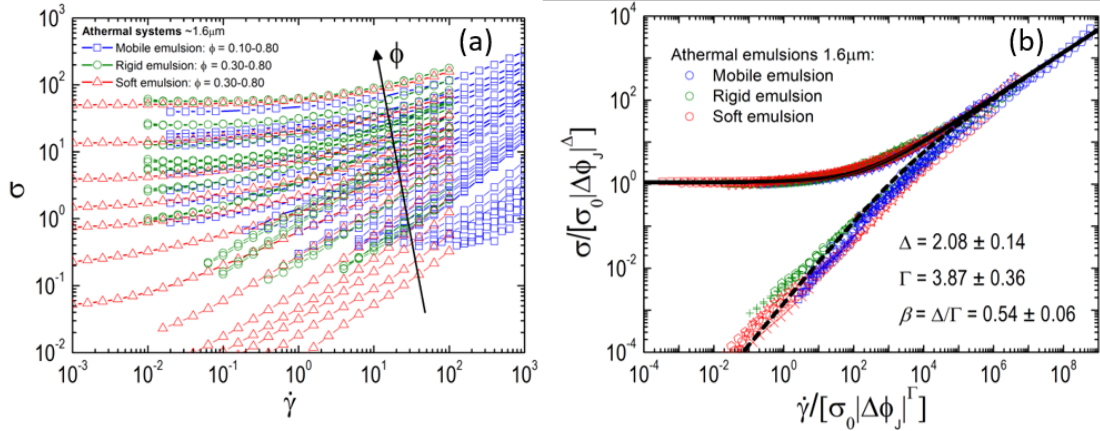 Athermal systems ~1.6μm
Mobile emulsion: ϕ = 0.10-0.80
Rigid emulsion: ϕ = 0.30-0.80
Soft emulsion: ϕ = 0.30-0.80
(a)
ϕ
10³
10²
10¹
10⁰
10⁻¹
10⁻²
σ
10⁻³ 10⁻² 10⁻¹ 10⁰ 10¹ 10² 10³
γ̇
(b)
Athermal emulsions 1.6μm:
Mobile emulsion
Rigid emulsion
Soft emulsion
10⁴
10²
10⁰
10⁻²
10⁻⁴
σ/[σ₀|Δϕ_J|^Δ]
Δ = 2.08 ± 0.14
Γ = 3.87 ± 0.36
β = Δ/Γ = 0.54 ± 0.06
10⁻⁴ 10⁻² 10⁰ 10² 10⁴ 10⁶ 10⁸
γ̇/[σ₀|Δϕ_J|^Γ]